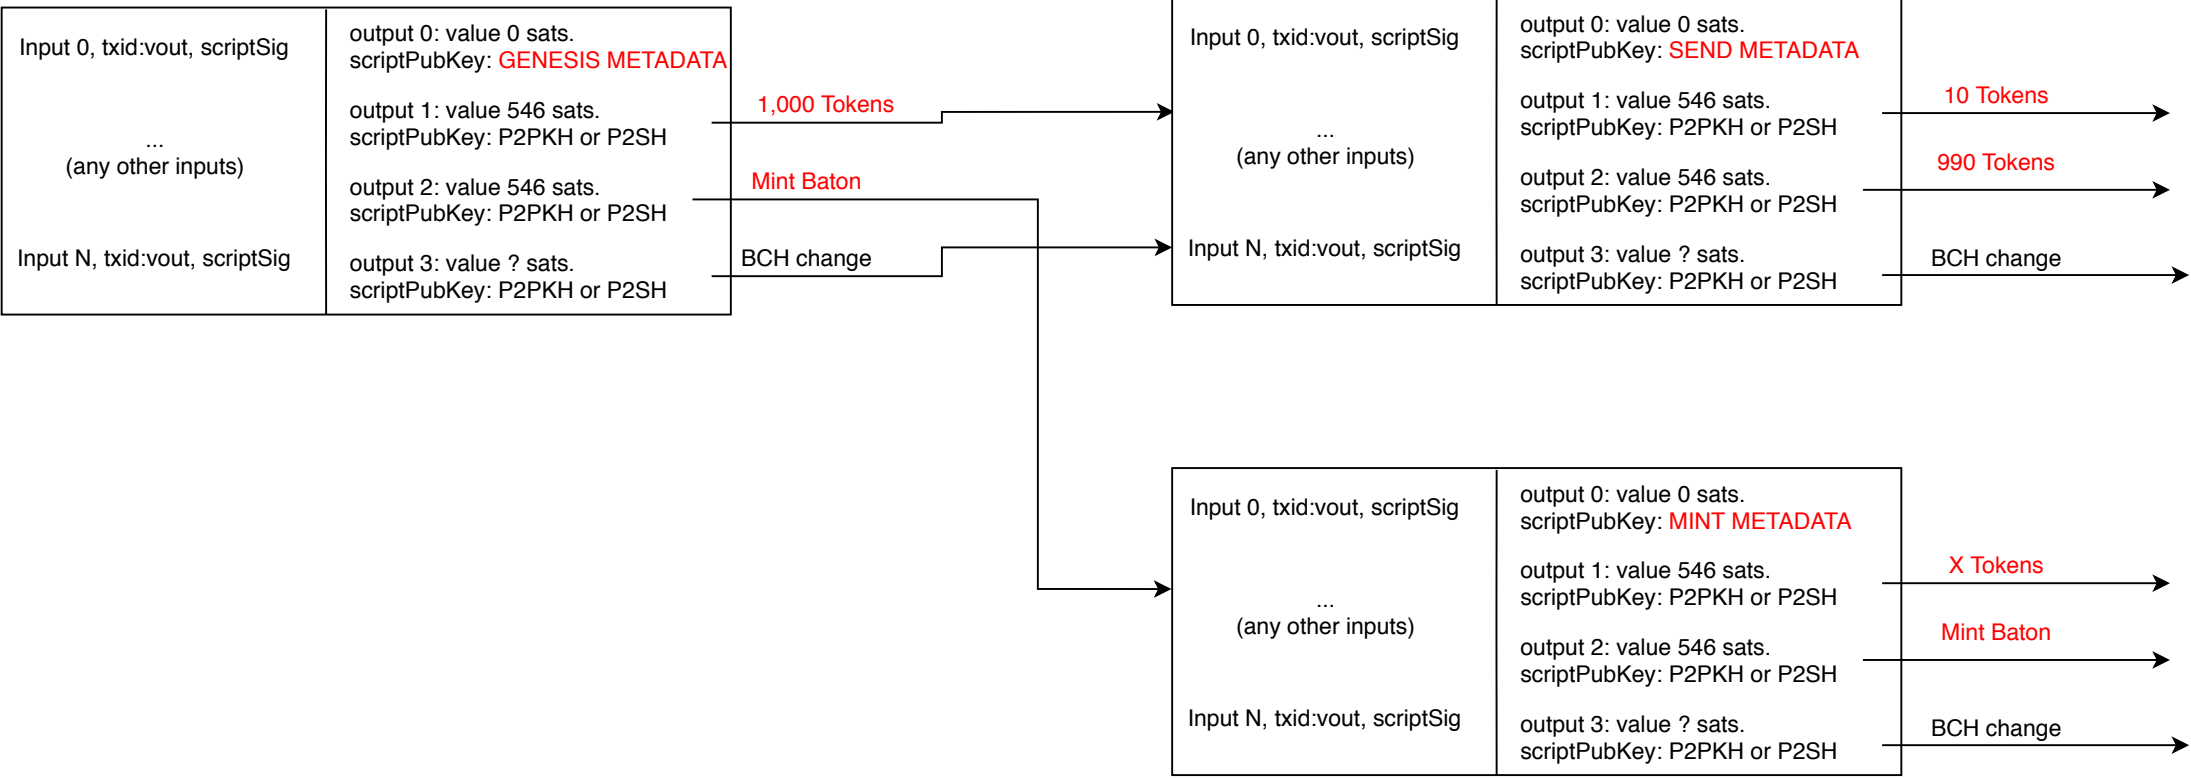 Input 0, txid:vout, scriptSig
...
(any other inputs)
Input N, txid:vout, scriptSig
output 0: value 0 sats.
scriptPubKey: GENESIS METADATA
output 1: value 546 sats.
scriptPubKey: P2PKH or P2SH
output 2: value 546 sats.
scriptPubKey: P2PKH or P2SH
output 3: value ? sats.
scriptPubKey: P2PKH or P2SH
1,000 Tokens
Mint Baton
BCH change
Input 0, txid:vout, scriptSig
...
(any other inputs)
Input N, txid:vout, scriptSig
output 0: value 0 sats.
scriptPubKey: SEND METADATA
output 1: value 546 sats.
scriptPubKey: P2PKH or P2SH
output 2: value 546 sats.
scriptPubKey: P2PKH or P2SH
output 3: value ? sats.
scriptPubKey: P2PKH or P2SH
10 Tokens
990 Tokens
BCH change
Input 0, txid:vout, scriptSig
...
(any other inputs)
Input N, txid:vout, scriptSig
output 0: value 0 sats.
scriptPubKey: MINT METADATA
output 1: value 546 sats.
scriptPubKey: P2PKH or P2SH
output 2: value 546 sats.
scriptPubKey: P2PKH or P2SH
output 3: value ? sats.
scriptPubKey: P2PKH or P2SH
X Tokens
Mint Baton
BCH change